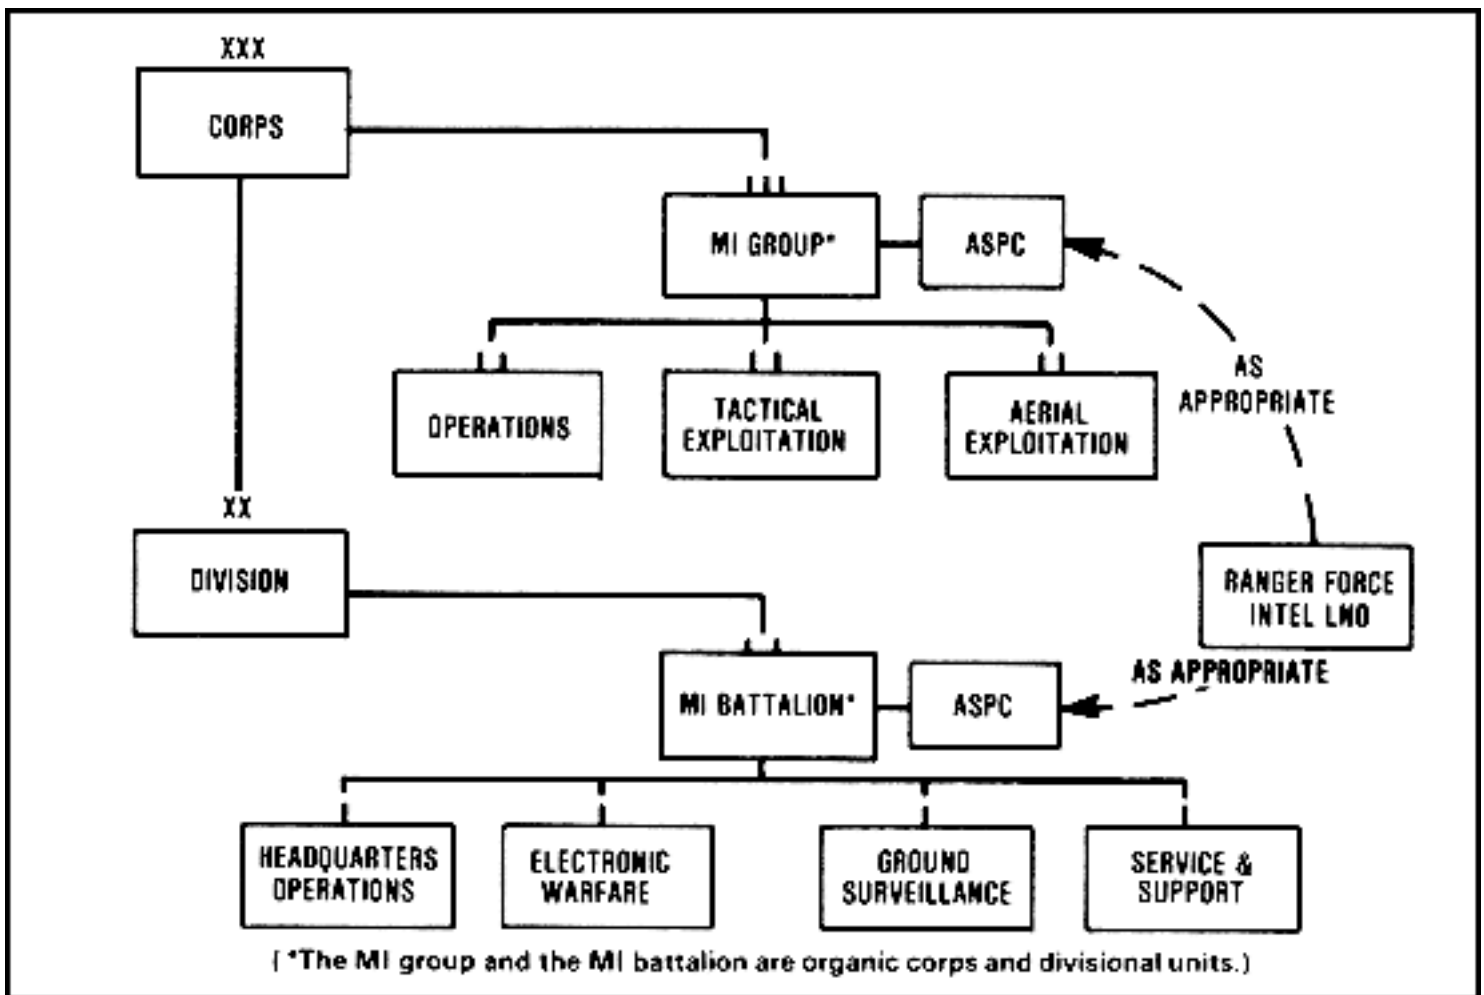 XXX
CORPS
MI GROUP*
ASPC
OPERATIONS
TACTICAL
EXPLOITATION
AERIAL
EXPLOITATION
AS
APPROPRIATE
XX
DIVISION
RANGER FORCE
INTEL LNO
AS APPROPRIATE
MI BATTALION*
ASPC
HEADQUARTERS
OPERATIONS
ELECTRONIC
WARFARE
GROUND
SURVEILLANCE
SERVICE &
SUPPORT
(*The MI group and the MI battalion are organic corps and divisional units.)